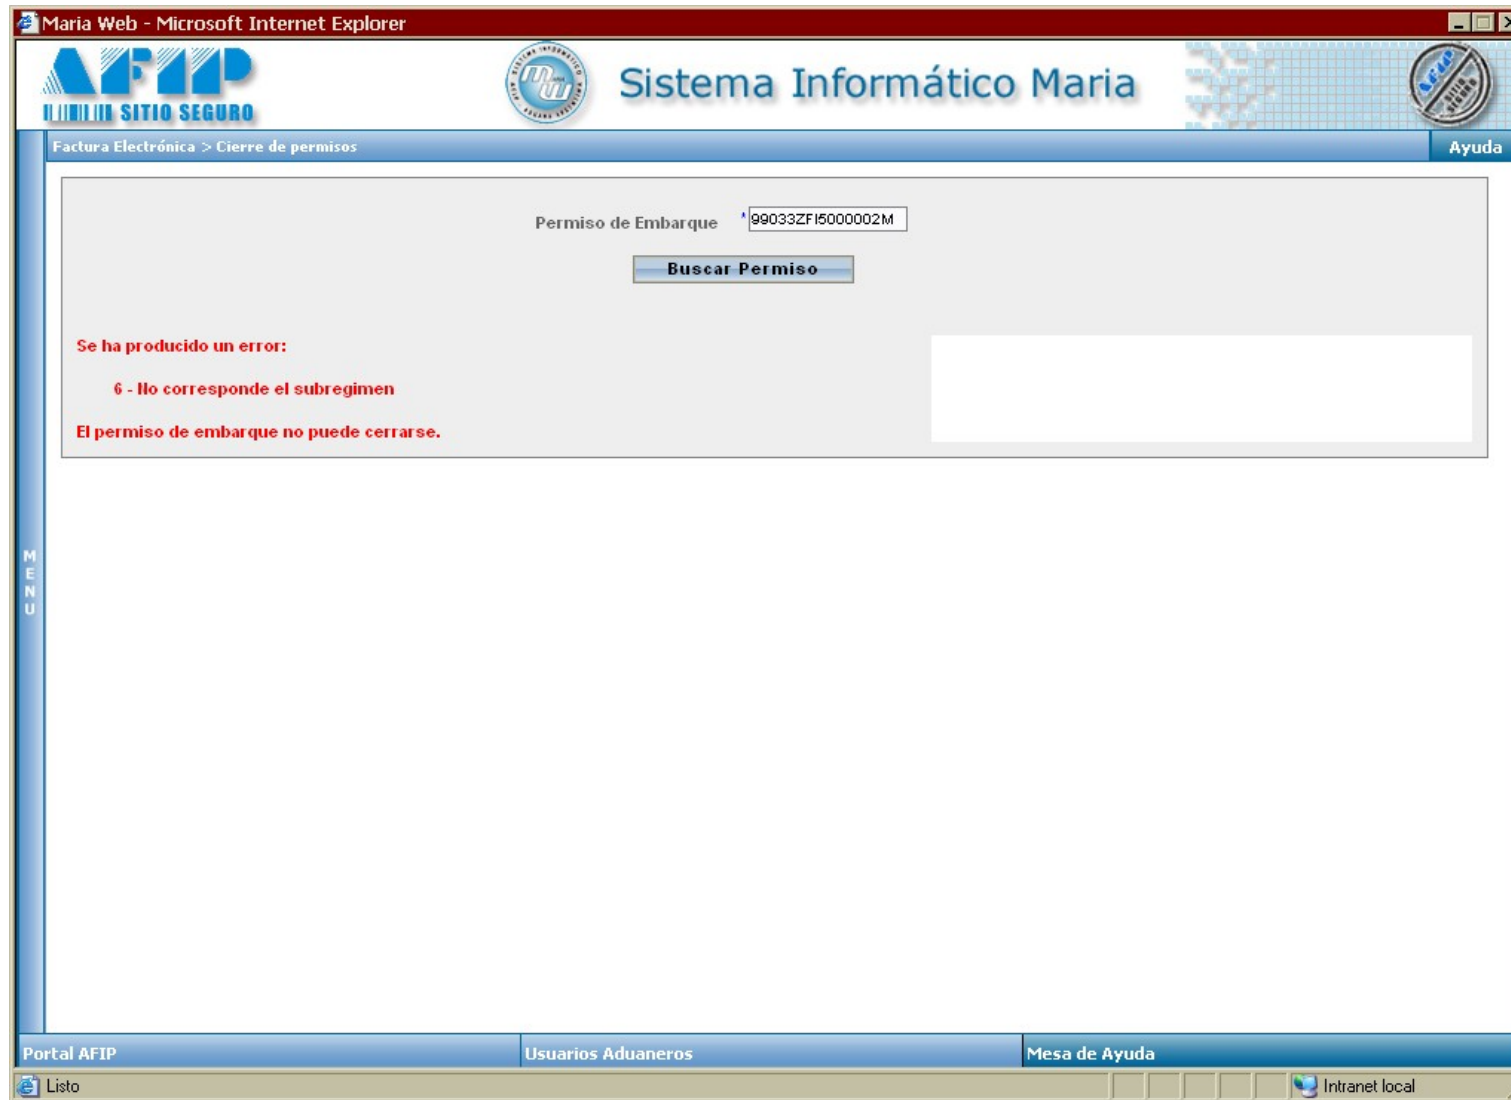 Maria Web - Microsoft Internet Explorer
AFIP
SITIO SEGURO
Sistema Informático Maria
Factura Electrónica > Cierre de permisos
Ayuda
Permiso de Embarque *99033ZFI5000002M
Buscar Permiso
Se ha producido un error:
6 - No corresponde el subregimen
El permiso de embarque no puede cerrarse.
MENU
Portal AFIP
Usuarios Aduaneros
Mesa de Ayuda
Listo
Intranet local